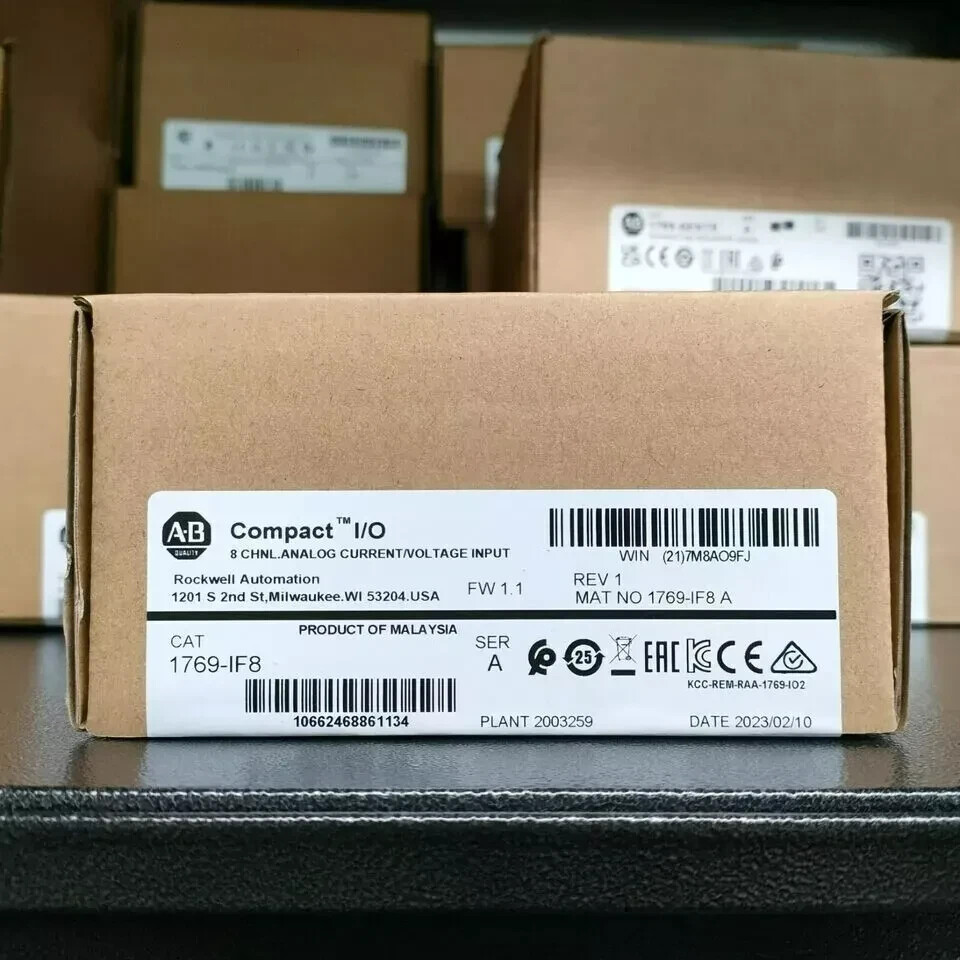 A-B
QUALITY
Compact™ I/O
8 CHNL.ANALOG CURRENT/VOLTAGE INPUT
WIN (21)7M8AO9FJ
Rockwell Automation
1201 S 2nd St,Milwaukee.WI 53204.USA
FW 1.1
REV 1
MAT NO 1769-IF8 A
PRODUCT OF MALAYSIA
CAT
1769-IF8
SER
A
25
EAC
CE
KCC-REM-RAA-1769-IO2
10662468861134
PLANT 2003259
DATE 2023/02/10